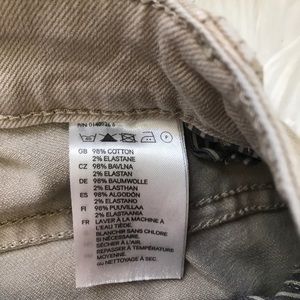 GB 98% COTTON
2% ELASTANE
CZ 98% BAVLNA
2% ELASTAN
DE 98% BAUMWOLLE
2% ELASTHAN
ES 98% ALGODÓN
2% ELASTANO
FI 98% PUUVILLAA
2% ELASTAANIA
FR LAVER À LA MACHINE À
L'EAU TIÈDE.
BLANCHIR SANS CHLORE
SI NÉCESSAIRE
SÉCHER À L'AIR
REPASSER À TEMPÉRATURE
MOYENNE
OU NETTOYAGE À SEC.